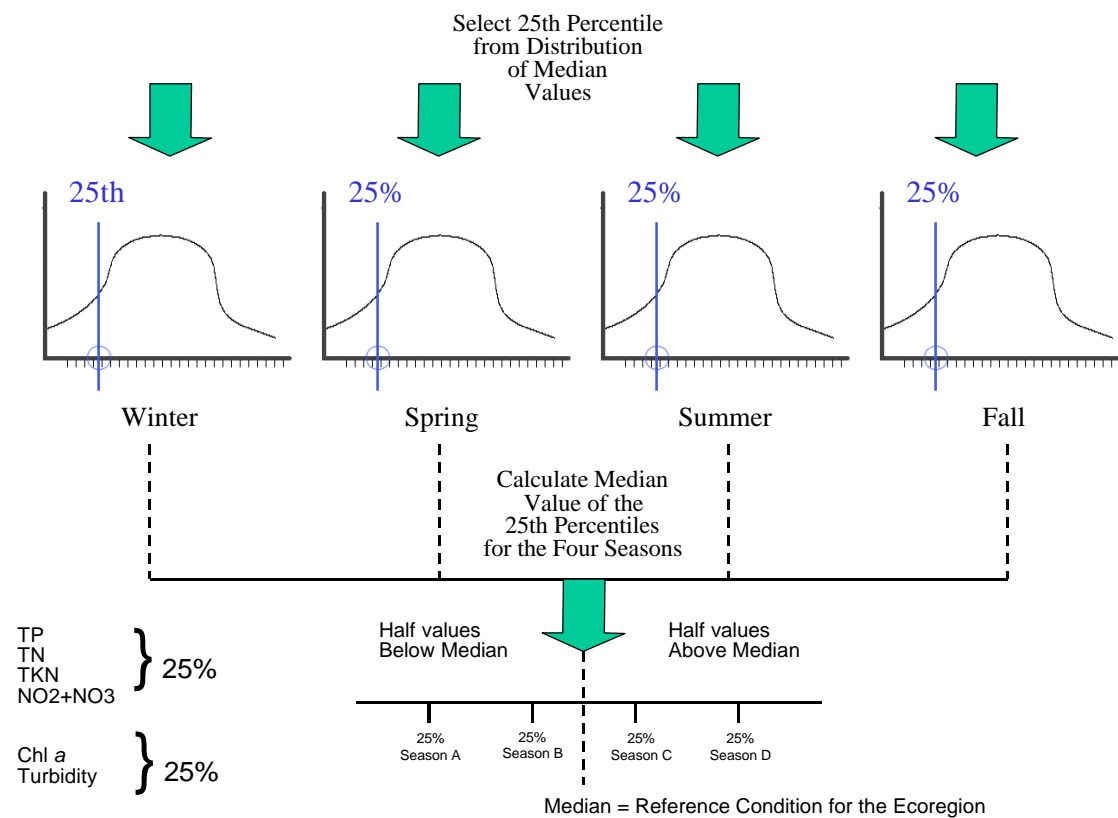 Select 25th Percentile
from Distribution
of Median
Values
25th
25%
25%
25%
Winter
Spring
Summer
Fall
Calculate Median
Value of the
25th Percentiles
for the Four Seasons
TP
TN
TKN
NO2+NO3
} 25%
Half values
Below Median
Half values
Above Median
25%
Season A
25%
Season B
25%
Season C
25%
Season D
Chl a
Turbidity
} 25%
Median = Reference Condition for the Ecoregion